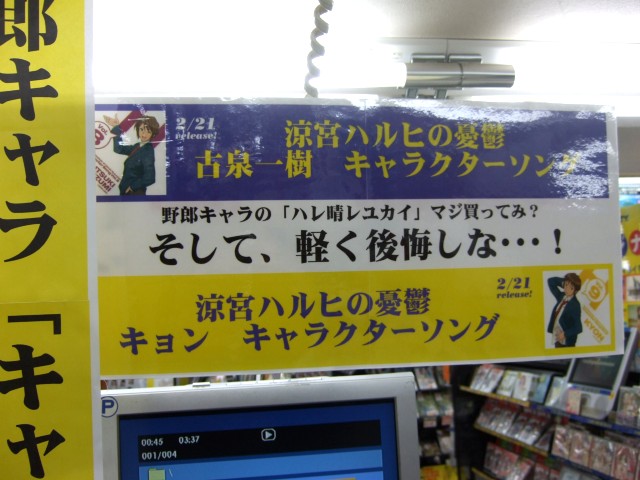 郎キャラ
「キャ
2/21
release!
涼宮ハルヒの憂鬱
古泉一樹 キャラクターソング
野郎キャラの「ハレ晴レユカイ」マジ買ってみ?
そして、軽く後悔しな・・・!
2/21
release!
涼宮ハルヒの憂鬱
キョン キャラクターソング
P
00:45 03:37
001/004
\